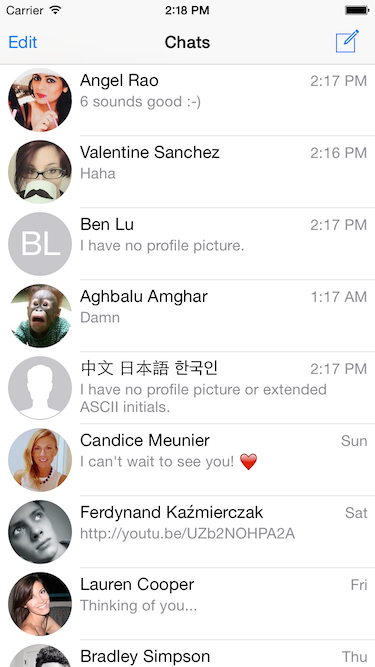 Carrier 2:18 PM
Edit Chats
Angel Rao 2:17 PM
6 sounds good :-)
Valentine Sanchez 2:16 PM
Haha
BL
Ben Lu 2:17 PM
I have no profile picture.
Aghbalu Amghar 1:17 AM
Damn
中文 日本語 한국인 2:17 PM
I have no profile picture or extended
ASCII initials.
Candice Meunier Sun
I can't wait to see you! ❤️
Ferdynand Kaźmierczak Sat
http://youtu.be/UZb2NOHPA2A
Lauren Cooper Fri
Thinking of you...
Bradley Simpson Thu